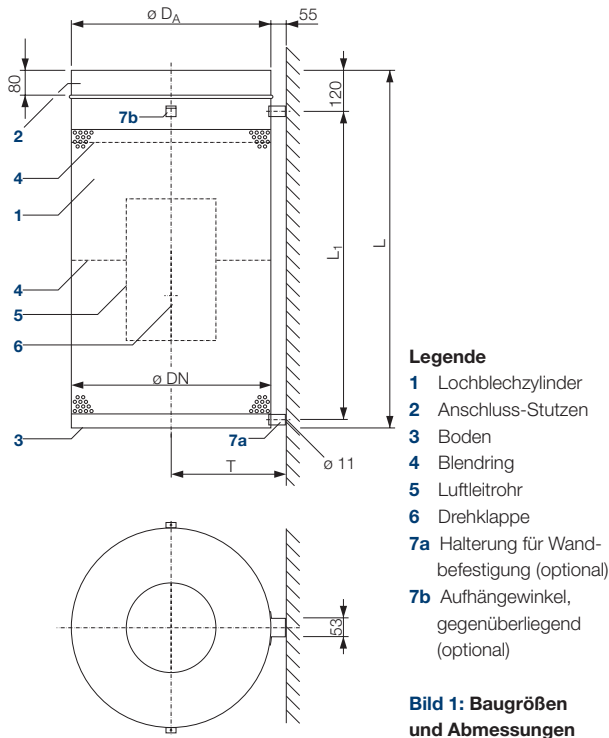 ø D_A
55
80
120
7b
2
4
1
L₁
L
4
5
6
ø DN
3
7a
T
ø 11
53
Legende
1 Lochblechzylinder
2 Anschluss-Stutzen
3 Boden
4 Blendring
5 Luftleitrohr
6 Drehklappe
7a Halterung für Wand-
befestigung (optional)
7b Aufhängewinkel,
gegenüberliegend
(optional)
Bild 1: Baugrößen
und Abmessungen